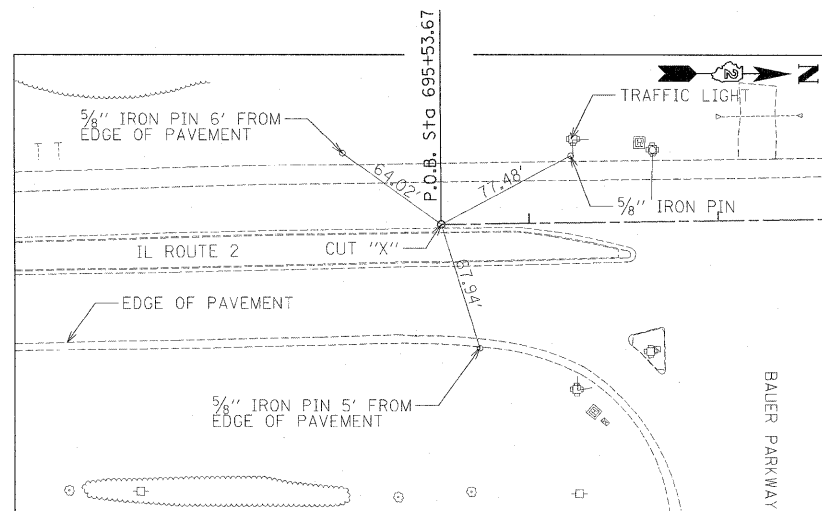 P.O.B. Sta 695+53.67
2
N
TRAFFIC LIGHT
5/8" IRON PIN 6' FROM
EDGE OF PAVEMENT
64.02'
77.48'
5/8" IRON PIN
IL ROUTE 2
CUT "X"
67.94'
EDGE OF PAVEMENT
5/8" IRON PIN 5' FROM
EDGE OF PAVEMENT
BAUER PARKWAY